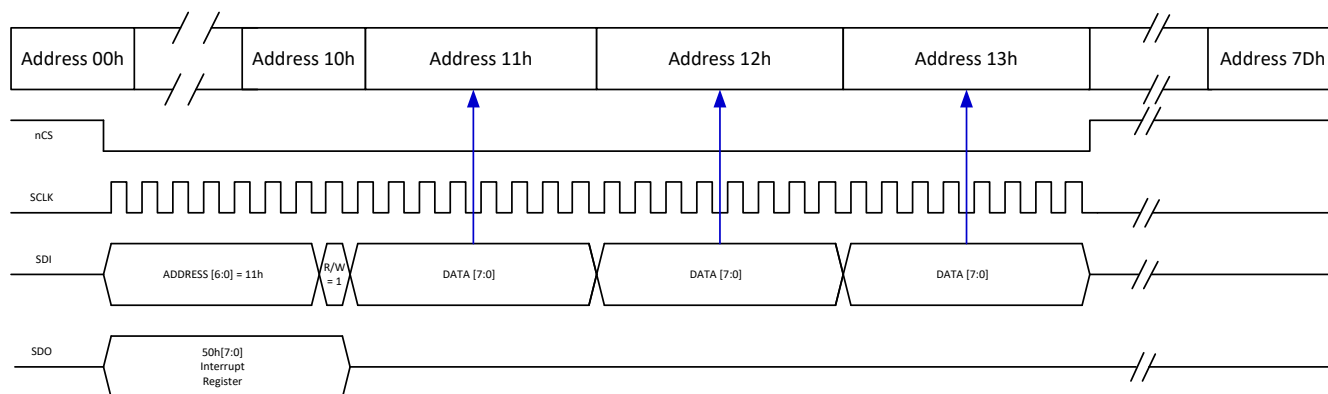 Address 00h
Address 10h
Address 11h
Address 12h
Address 13h
Address 7Dh
nCS
SCLK
SDI
ADDRESS [6:0] = 11h
R/W
= 1
DATA [7:0]
DATA [7:0]
DATA [7:0]
SDO
50h[7:0]
Interrupt
Register